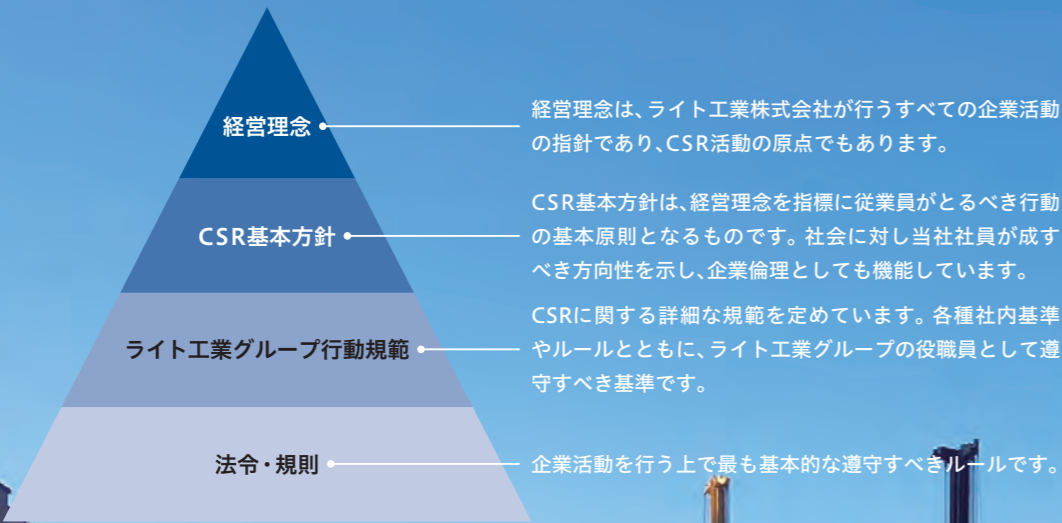 経営理念
経営理念は、ライト工業株式会社が行うすべての企業活動
の指針であり、CSR活動の原点でもあります。
CSR基本方針
CSR基本方針は、経営理念を指標に従業員がとるべき行動
の基本原則となるものです。社会に対し当社社員が成す
べき方向性を示し、企業倫理としても機能しています。
ライト工業グループ行動規範
CSRに関する詳細な規範を定めています。各種社内基準
やルールとともに、ライト工業グループの役職員として遵
守すべき基準です。
法令・規則
企業活動を行う上で最も基本的な遵守すべきルールです。